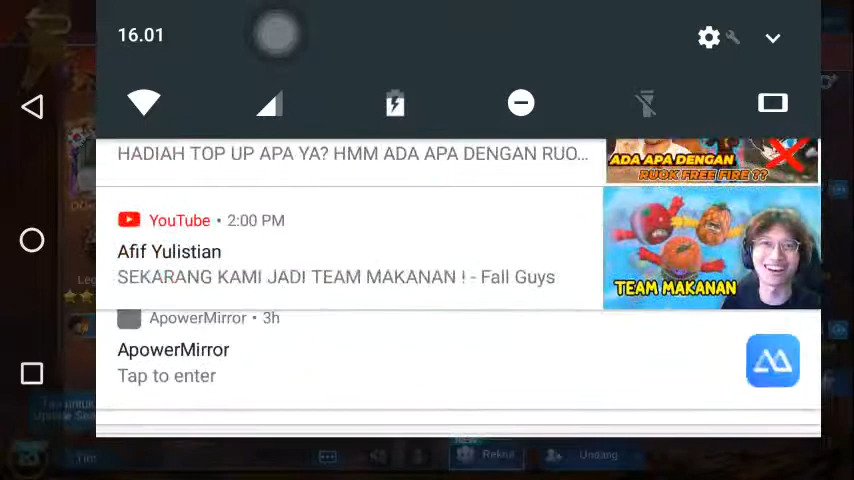 16.01
HADIAH TOP UP APA YA? HMM ADA APA DENGAN RUO...
ADA APA DENGAN
RUOK FREE FIRE ??
YouTube • 2:00 PM
Afif Yulistian
SEKARANG KAMI JADI TEAM MAKANAN ! - Fall Guys
TEAM MAKANAN
ApowerMirror • 3h
ApowerMirror
Tap to enter
NEW
Rekrut
Undang
Tim